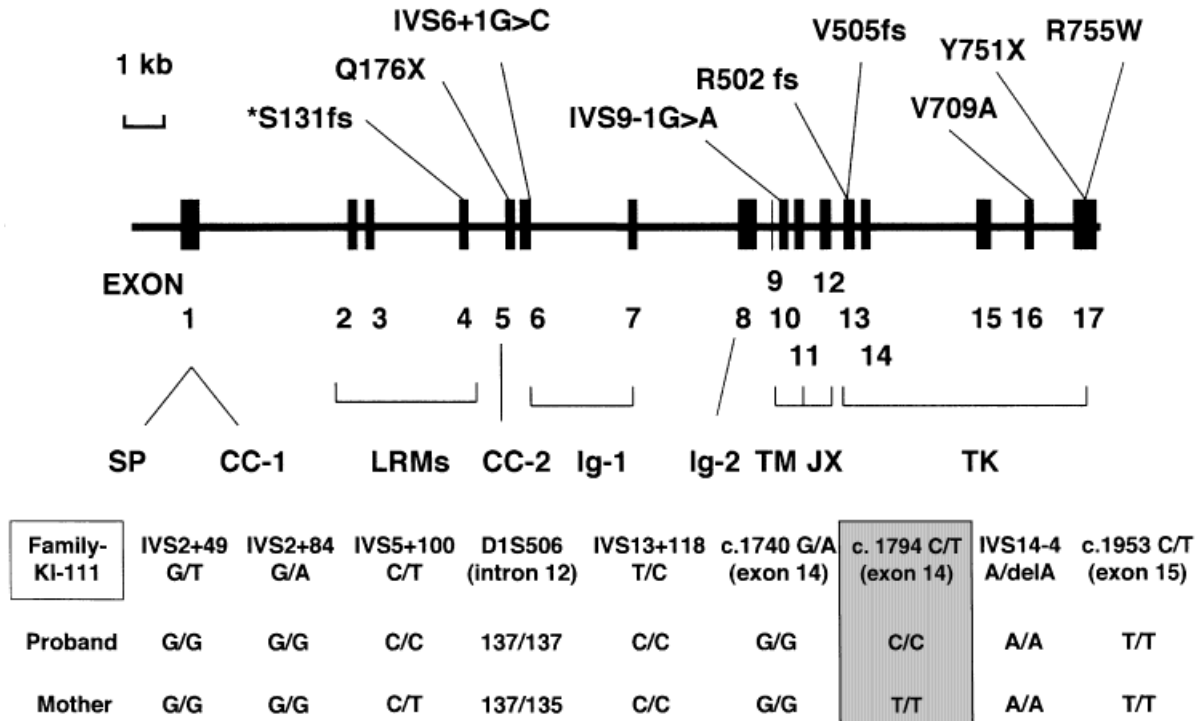 IVS6+1G>C
V505fs
R755W
Y751X
1 kb
Q176X
R502 fs
*S131fs
IVS9-1G>A
V709A
EXON
9
12
1
2
3
4
5
6
7
8
10
13
15
16
17
11
14
SP
CC-1
LRMs
CC-2
Ig-1
Ig-2
TM
JX
TK
Family- IVS2+49 IVS2+84 IVS5+100 D1S506 IVS13+118 c.1740 G/A c. 1794 C/T IVS14-4 c.1953 C/T
KI-111 G/T G/A C/T (intron 12) T/C (exon 14) (exon 14) A/delA (exon 15)
Proband G/G G/G C/C 137/137 C/C G/G C/C A/A T/T
Mother G/G G/G C/T 137/135 C/C G/G T/T A/A T/T